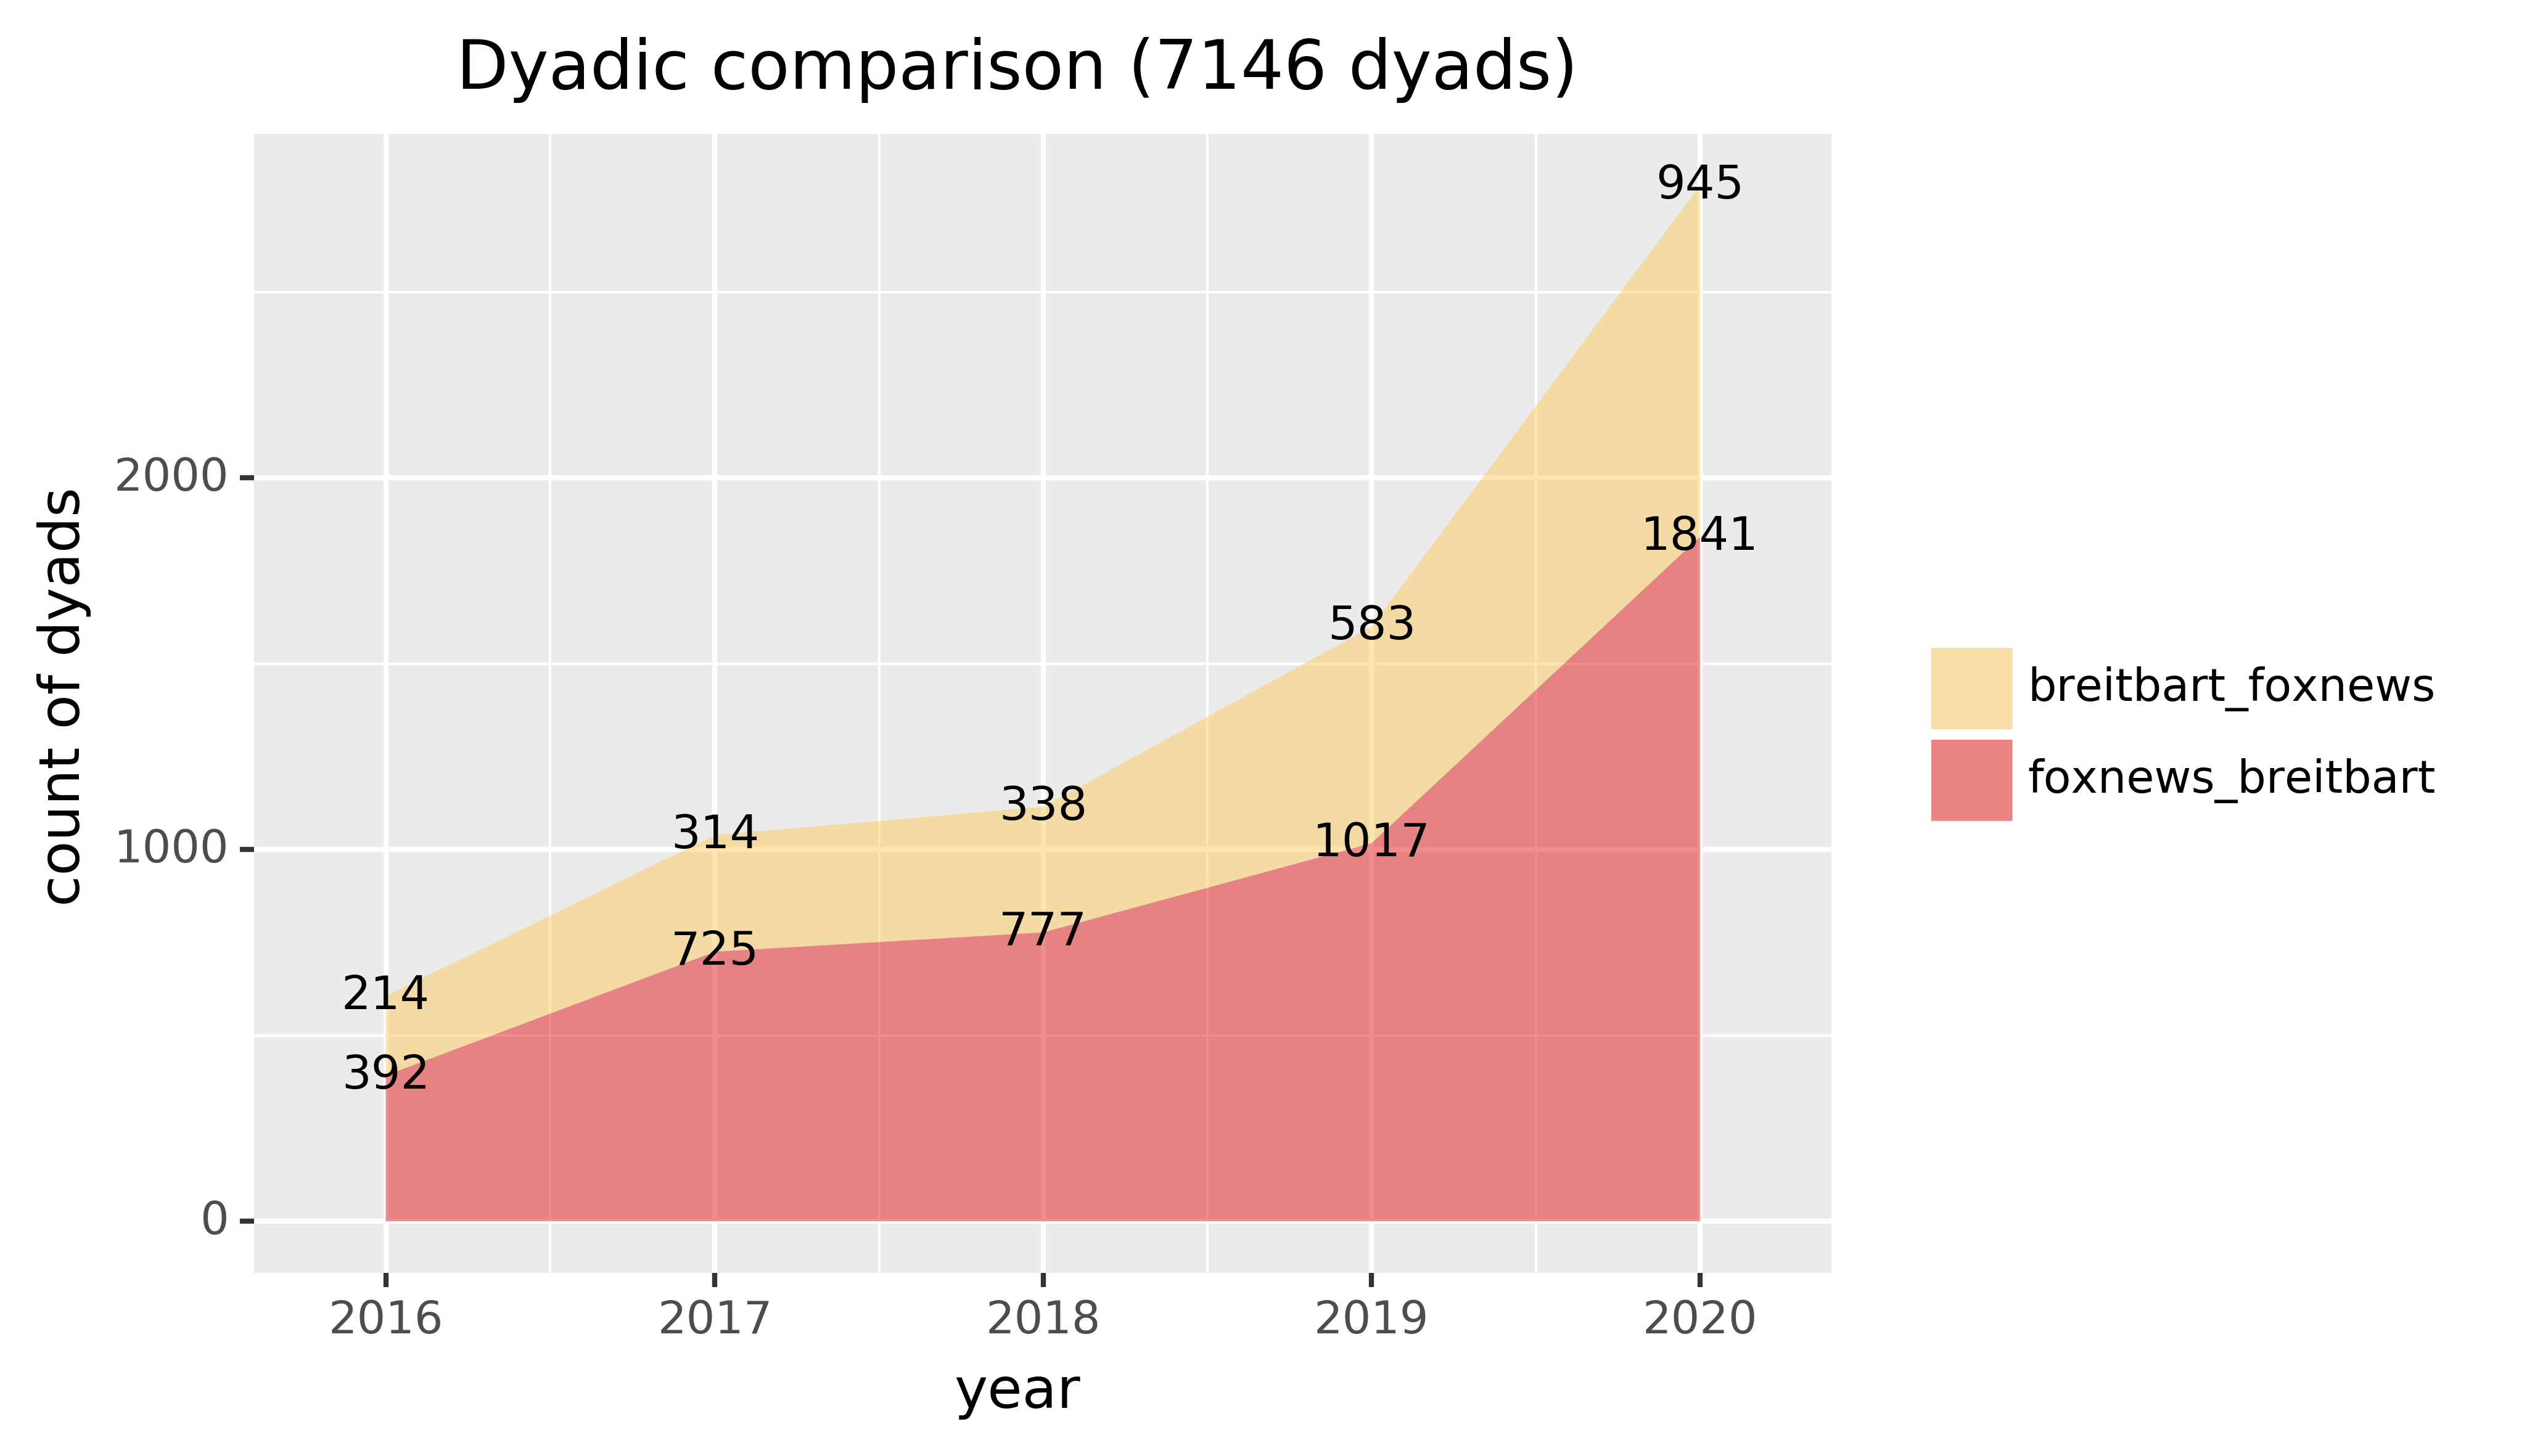 Dyadic comparison (7146 dyads)
945
2000
1841
583
breitbart_foxnews
foxnews_breitbart
338
314
1000
1017
777
725
214
392
0
count of dyads
2016 2017 2018 2019 2020
year